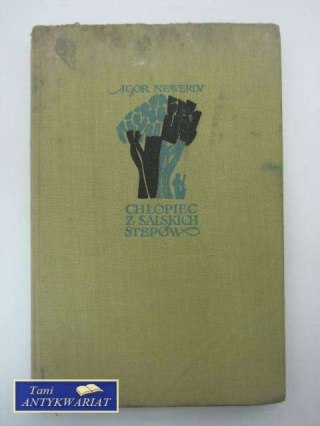 IGOR NEWERLY
CHŁOPIEC
Z SALSKICH
STEPÓW
Tani
ANTYKWARIAT